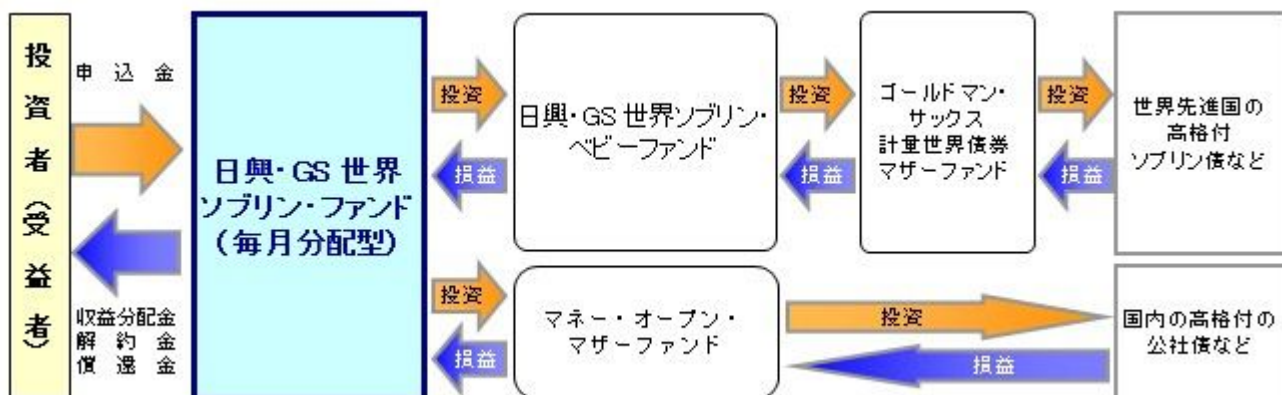 投資者(受益者)
申込金
収益分配金
解約金
償還金
日興・GS 世界
ソブリン・ファンド
(毎月分配型)
投資
損益
日興・GS 世界ソブリン・
ベビーファンド
投資
損益
ゴールドマン・
サックス
計量世界債券
マザーファンド
投資
損益
世界先進国の
高格付
ソブリン債など
投資
損益
マネー・オープン・
マザーファンド
投資
損益
国内の高格付の
公社債など